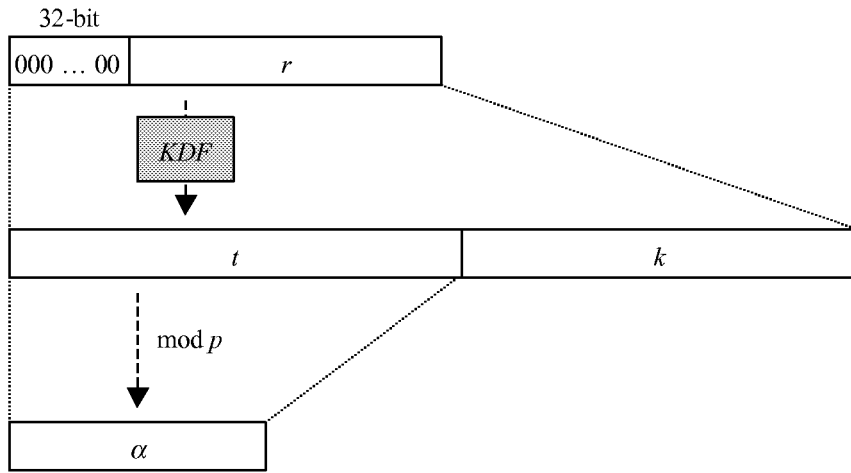 32-bit
000 … 00 r
KDF
t k
mod p
α